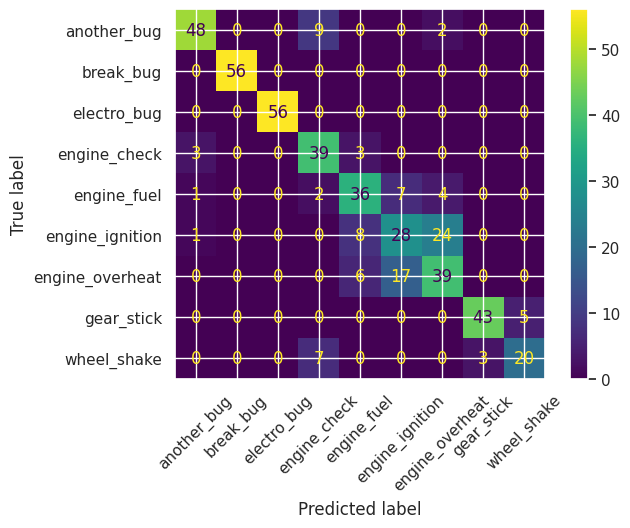 True label
another_bug 48 0 0 9 0 0 2 0 0
break_bug 0 56 0 0 0 0 0 0 0
electro_bug 0 0 56 0 0 0 0 0 0
engine_check 3 0 0 39 3 0 0 0 0
engine_fuel 1 0 0 2 36 7 4 0 0
engine_ignition 1 0 0 0 8 28 24 0 0
engine_overheat 0 0 0 0 6 17 39 0 0
gear_stick 0 0 0 0 0 0 0 43 5
wheel_shake 0 0 0 7 0 0 0 3 20
another_bug break_bug electro_bug engine_check engine_fuel engine_ignition engine_overheat gear_stick wheel_shake
Predicted label
50
40
30
20
10
0